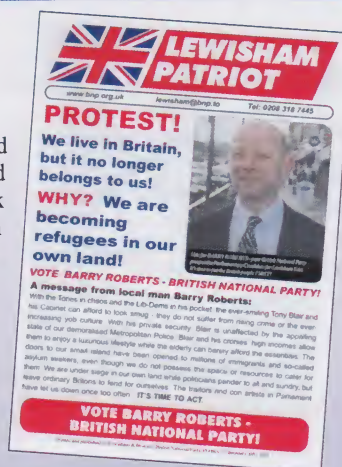 LEWISHAM
PATRIOT
www.bnp.org.uk
lewisham@bnp.to
Tel: 0208 318 7445
PROTEST!
We live in Britain,
but it no longer
belongs to us!
WHY? We are
becoming
refugees in our
own land!
VOTE BARRY ROBERTS - BRITISH NATIONAL PARTY!
A message from local man Barry Roberts:
With the Tories in chaos and the Lib-Dems in his pocket, the ever-smiling Tony Blair and
his Cabinet can afford to look smug - they do not suffer from rising crime or the ever
increasing yob culture. With his private security, Blair is unaffected by the appalling
state of our demoralised Metropolitan Police. Blair and his cronies' high incomes allow
them to enjoy a luxurious lifestyle while the elderly can barely afford the essentials. The
doors to our small island have been opened to millions of immigrants and so-called
asylum seekers, even though we do not possess the space or resources to cater for
them. We are under siege in our own land while politicians pander to all and sundry, but
leave ordinary Britons to fend for ourselves. The traitors and con artists in Parliament
have let us down once too often. IT'S TIME TO ACT.
VOTE BARRY ROBERTS -
BRITISH NATIONAL PARTY!